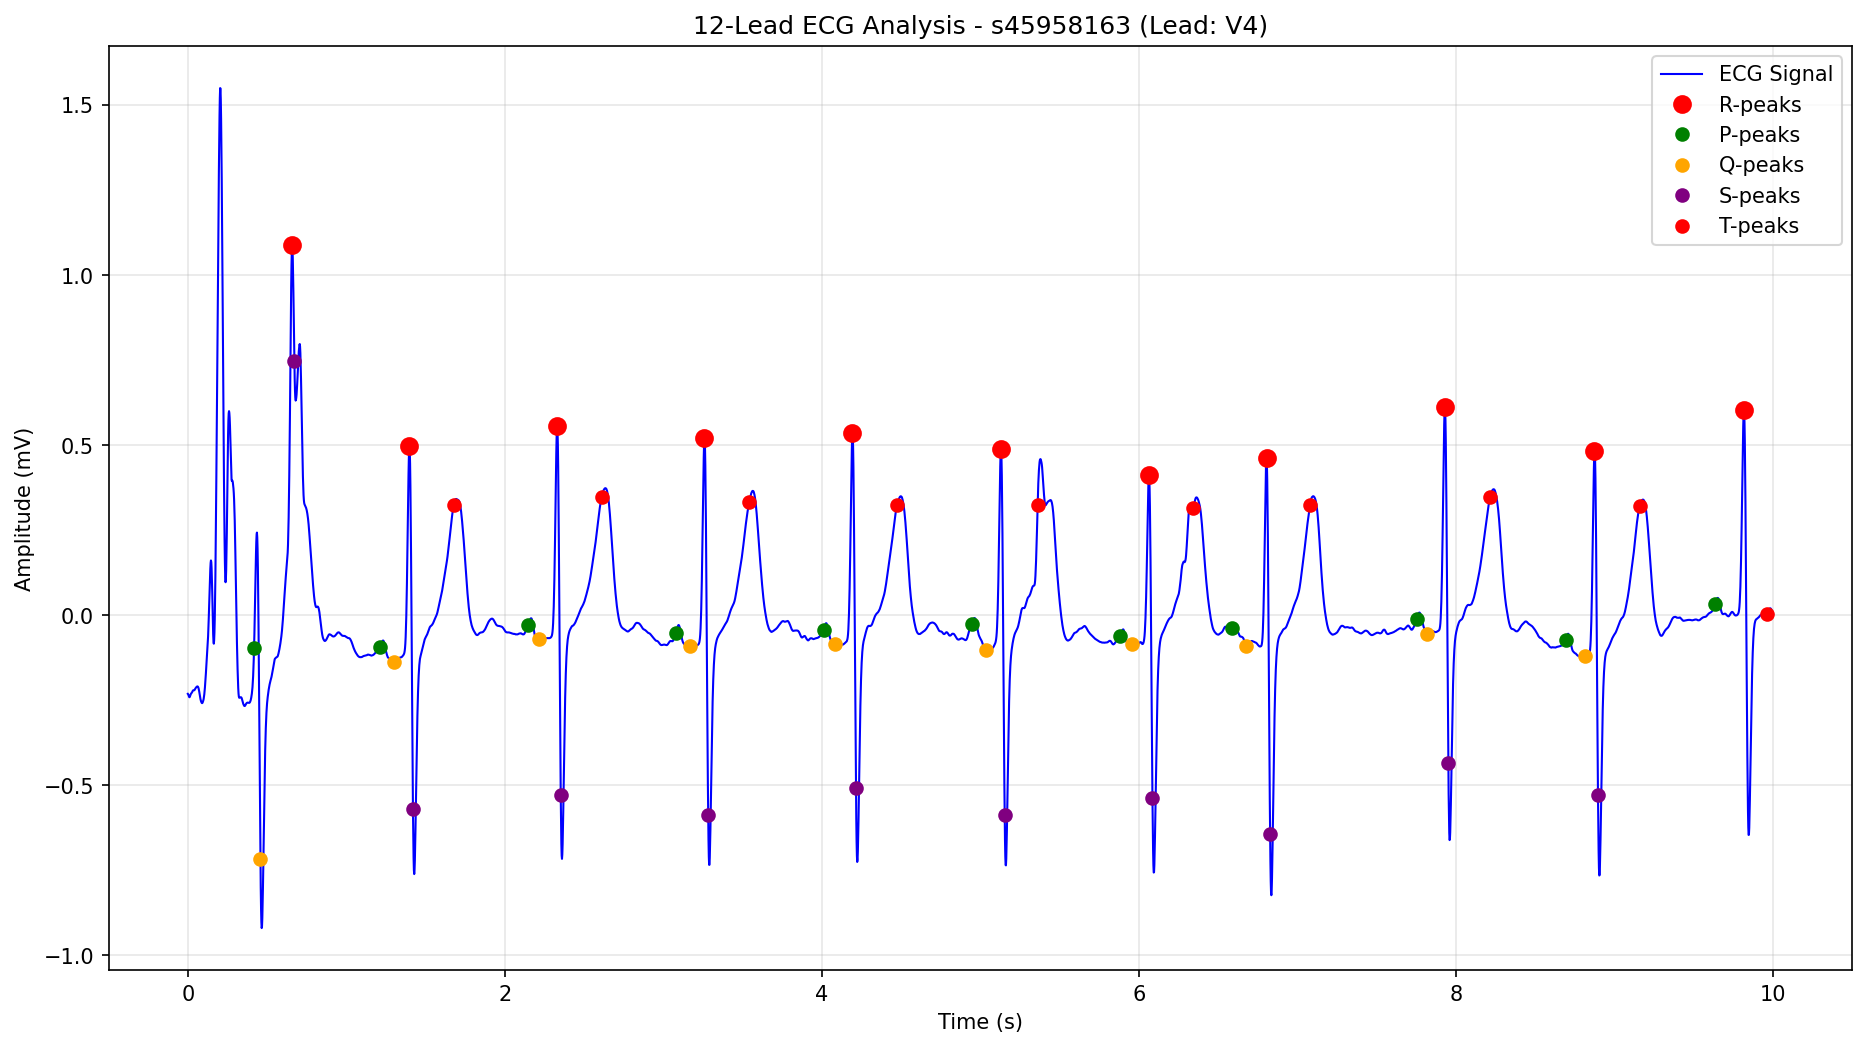 12-Lead ECG Analysis - s45958163 (Lead: V4)
ECG Signal
R-peaks
P-peaks
Q-peaks
S-peaks
T-peaks
Amplitude (mV)
1.5
1.0
0.5
0.0
−0.5
−1.0
0 2 4 6 8 10
Time (s)